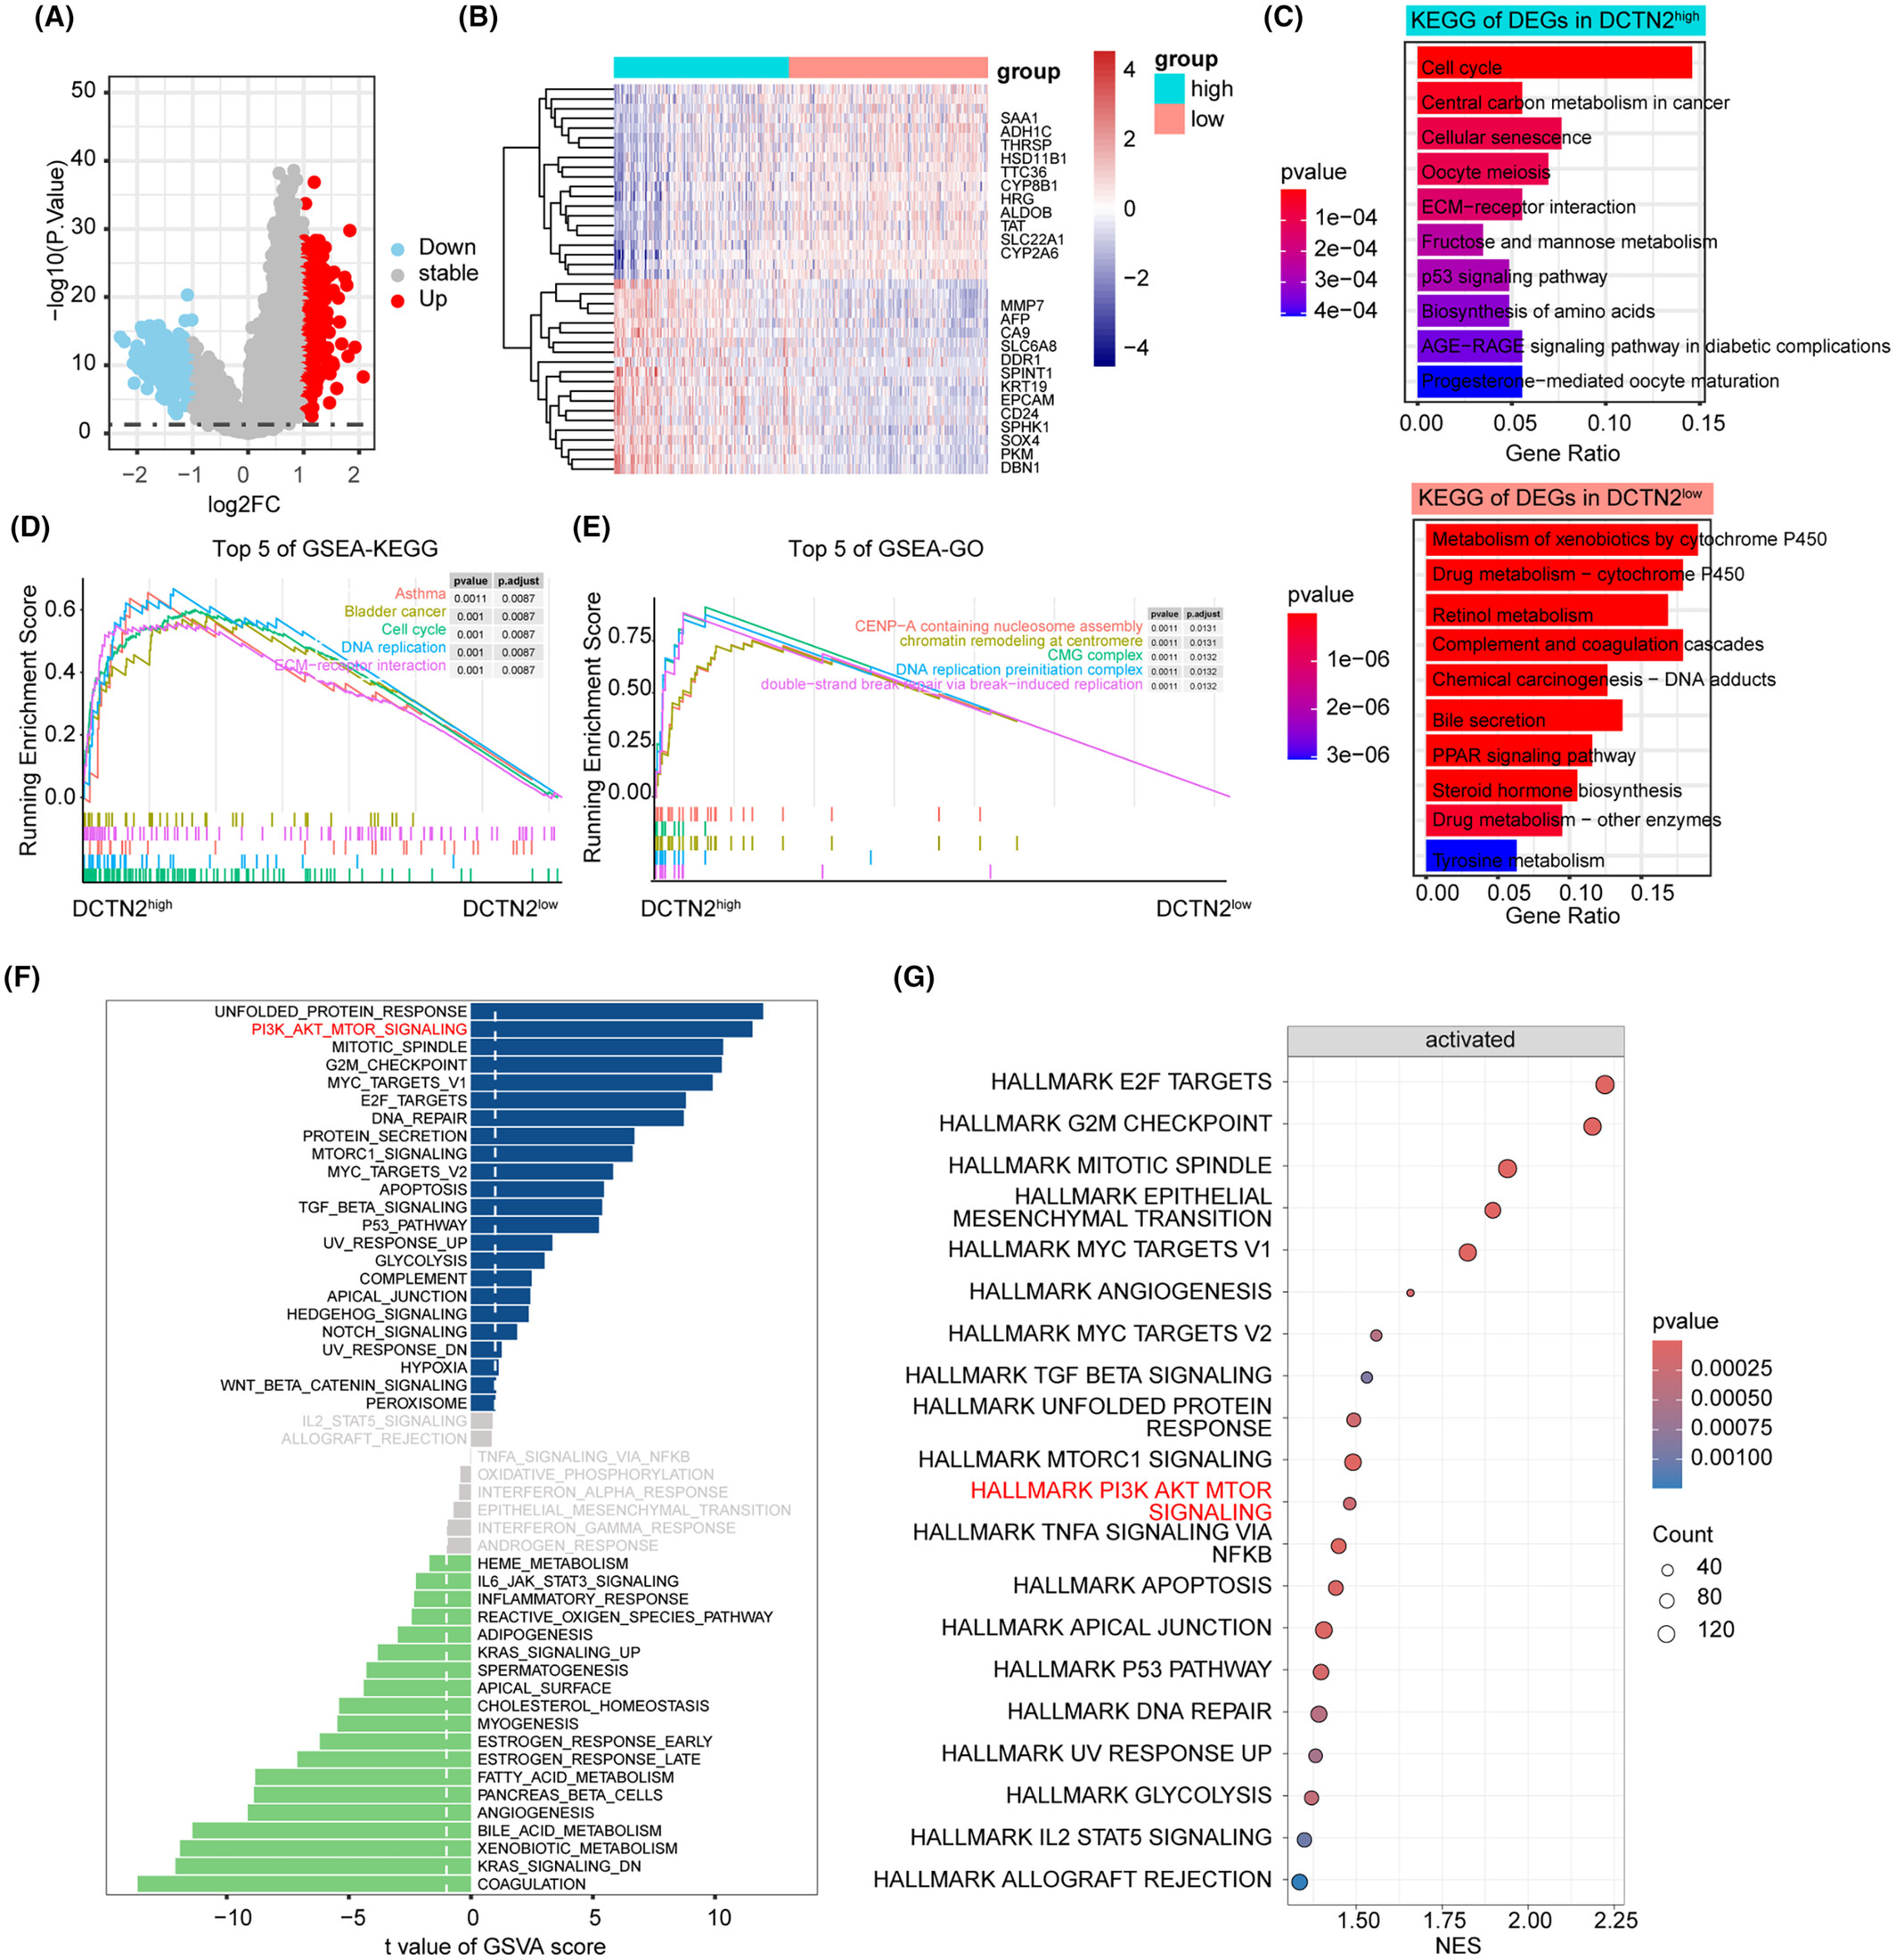 (A)
50
40
30
20
10
0
−log10(P.Value)
−2
−1
0
1
2
log2FC
Down
stable
Up
(B)
group
SAA1
ADH1C
THRSP
HSD11B1
TTC36
CYP8B1
HRG
ALDOB
TAT
SLC22A1
CYP2A6
MMP7
AFP
CA9
SLC6A8
DDR1
SPINT1
KRT19
EPCAM
CD24
SPHK1
SOX4
PKM
DBN1
4
2
0
−2
−4
group
high
low
(C)
KEGG of DEGs in DCTN2high
pvalue
1e−04
2e−04
3e−04
4e−04
Cell cycle
Central carbon metabolism in cancer
Cellular senescence
Oocyte meiosis
ECM−receptor interaction
Fructose and mannose metabolism
p53 signaling pathway
Biosynthesis of amino acids
AGE−RAGE signaling pathway in diabetic complications
Progesterone−mediated oocyte maturation
0.00
0.05
0.10
0.15
Gene Ratio
KEGG of DEGs in DCTN2low
pvalue
1e−06
2e−06
3e−06
Metabolism of xenobiotics by cytochrome P450
Drug metabolism − cytochrome P450
Retinol metabolism
Complement and coagulation cascades
Chemical carcinogenesis − DNA adducts
Bile secretion
PPAR signaling pathway
Steroid hormone biosynthesis
Drug metabolism − other enzymes
Tyrosine metabolism
0.00
0.05
0.10
0.15
Gene Ratio
(D)
Top 5 of GSEA-KEGG
Running Enrichment Score
0.6
0.4
0.2
0.0
Asthma
Bladder cancer
Cell cycle
DNA replication
ECM−receptor interaction
pvalue p.adjust
0.0011 0.0087
0.001 0.0087
0.001 0.0087
0.001 0.0087
0.001 0.0087
DCTN2high
DCTN2low
(E)
Top 5 of GSEA-GO
Running Enrichment Score
0.75
0.50
0.25
0.00
CENP−A containing nucleosome assembly
chromatin remodeling at centromere
CMG complex
DNA replication preinitiation complex
double−strand break repair via break−induced replication
pvalue p.adjust
0.0011 0.0131
0.0011 0.0131
0.0011 0.0132
0.0011 0.0132
0.0011 0.0132
DCTN2high
DCTN2low
(F)
UNFOLDED_PROTEIN_RESPONSE
PI3K_AKT_MTOR_SIGNALING
MITOTIC_SPINDLE
G2M_CHECKPOINT
MYC_TARGETS_V1
E2F_TARGETS
DNA_REPAIR
PROTEIN_SECRETION
MTORC1_SIGNALING
MYC_TARGETS_V2
APOPTOSIS
TGF_BETA_SIGNALING
P53_PATHWAY
UV_RESPONSE_UP
GLYCOLYSIS
COMPLEMENT
APICAL_JUNCTION
HEDGEHOG_SIGNALING
NOTCH_SIGNALING
UV_RESPONSE_DN
HYPOXIA
WNT_BETA_CATENIN_SIGNALING
PEROXISOME
IL2_STAT5_SIGNALING
ALLOGRAFT_REJECTION
TNFA_SIGNALING_VIA_NFKB
OXIDATIVE_PHOSPHORYLATION
INTERFERON_ALPHA_RESPONSE
EPITHELIAL_MESENCHYMAL_TRANSITION
INTERFERON_GAMMA_RESPONSE
ANDROGEN_RESPONSE
HEME_METABOLISM
IL6_JAK_STAT3_SIGNALING
INFLAMMATORY_RESPONSE
REACTIVE_OXIGEN_SPECIES_PATHWAY
ADIPOGENESIS
KRAS_SIGNALING_UP
SPERMATOGENESIS
APICAL_SURFACE
CHOLESTEROL_HOMEOSTASIS
MYOGENESIS
ESTROGEN_RESPONSE_EARLY
ESTROGEN_RESPONSE_LATE
FATTY_ACID_METABOLISM
PANCREAS_BETA_CELLS
ANGIOGENESIS
BILE_ACID_METABOLISM
XENOBIOTIC_METABOLISM
KRAS_SIGNALING_DN
COAGULATION
−10
−5
0
5
10
t value of GSVA score
(G)
activated
HALLMARK E2F TARGETS
HALLMARK G2M CHECKPOINT
HALLMARK MITOTIC SPINDLE
HALLMARK EPITHELIAL
MESENCHYMAL TRANSITION
HALLMARK MYC TARGETS V1
HALLMARK ANGIOGENESIS
HALLMARK MYC TARGETS V2
HALLMARK TGF BETA SIGNALING
HALLMARK UNFOLDED PROTEIN
RESPONSE
HALLMARK MTORC1 SIGNALING
HALLMARK PI3K AKT MTOR
SIGNALING
HALLMARK TNFA SIGNALING VIA
NFKB
HALLMARK APOPTOSIS
HALLMARK APICAL JUNCTION
HALLMARK P53 PATHWAY
HALLMARK DNA REPAIR
HALLMARK UV RESPONSE UP
HALLMARK GLYCOLYSIS
HALLMARK IL2 STAT5 SIGNALING
HALLMARK ALLOGRAFT REJECTION
1.50
1.75
2.00
2.25
NES
pvalue
0.00025
0.00050
0.00075
0.00100
Count
40
80
120